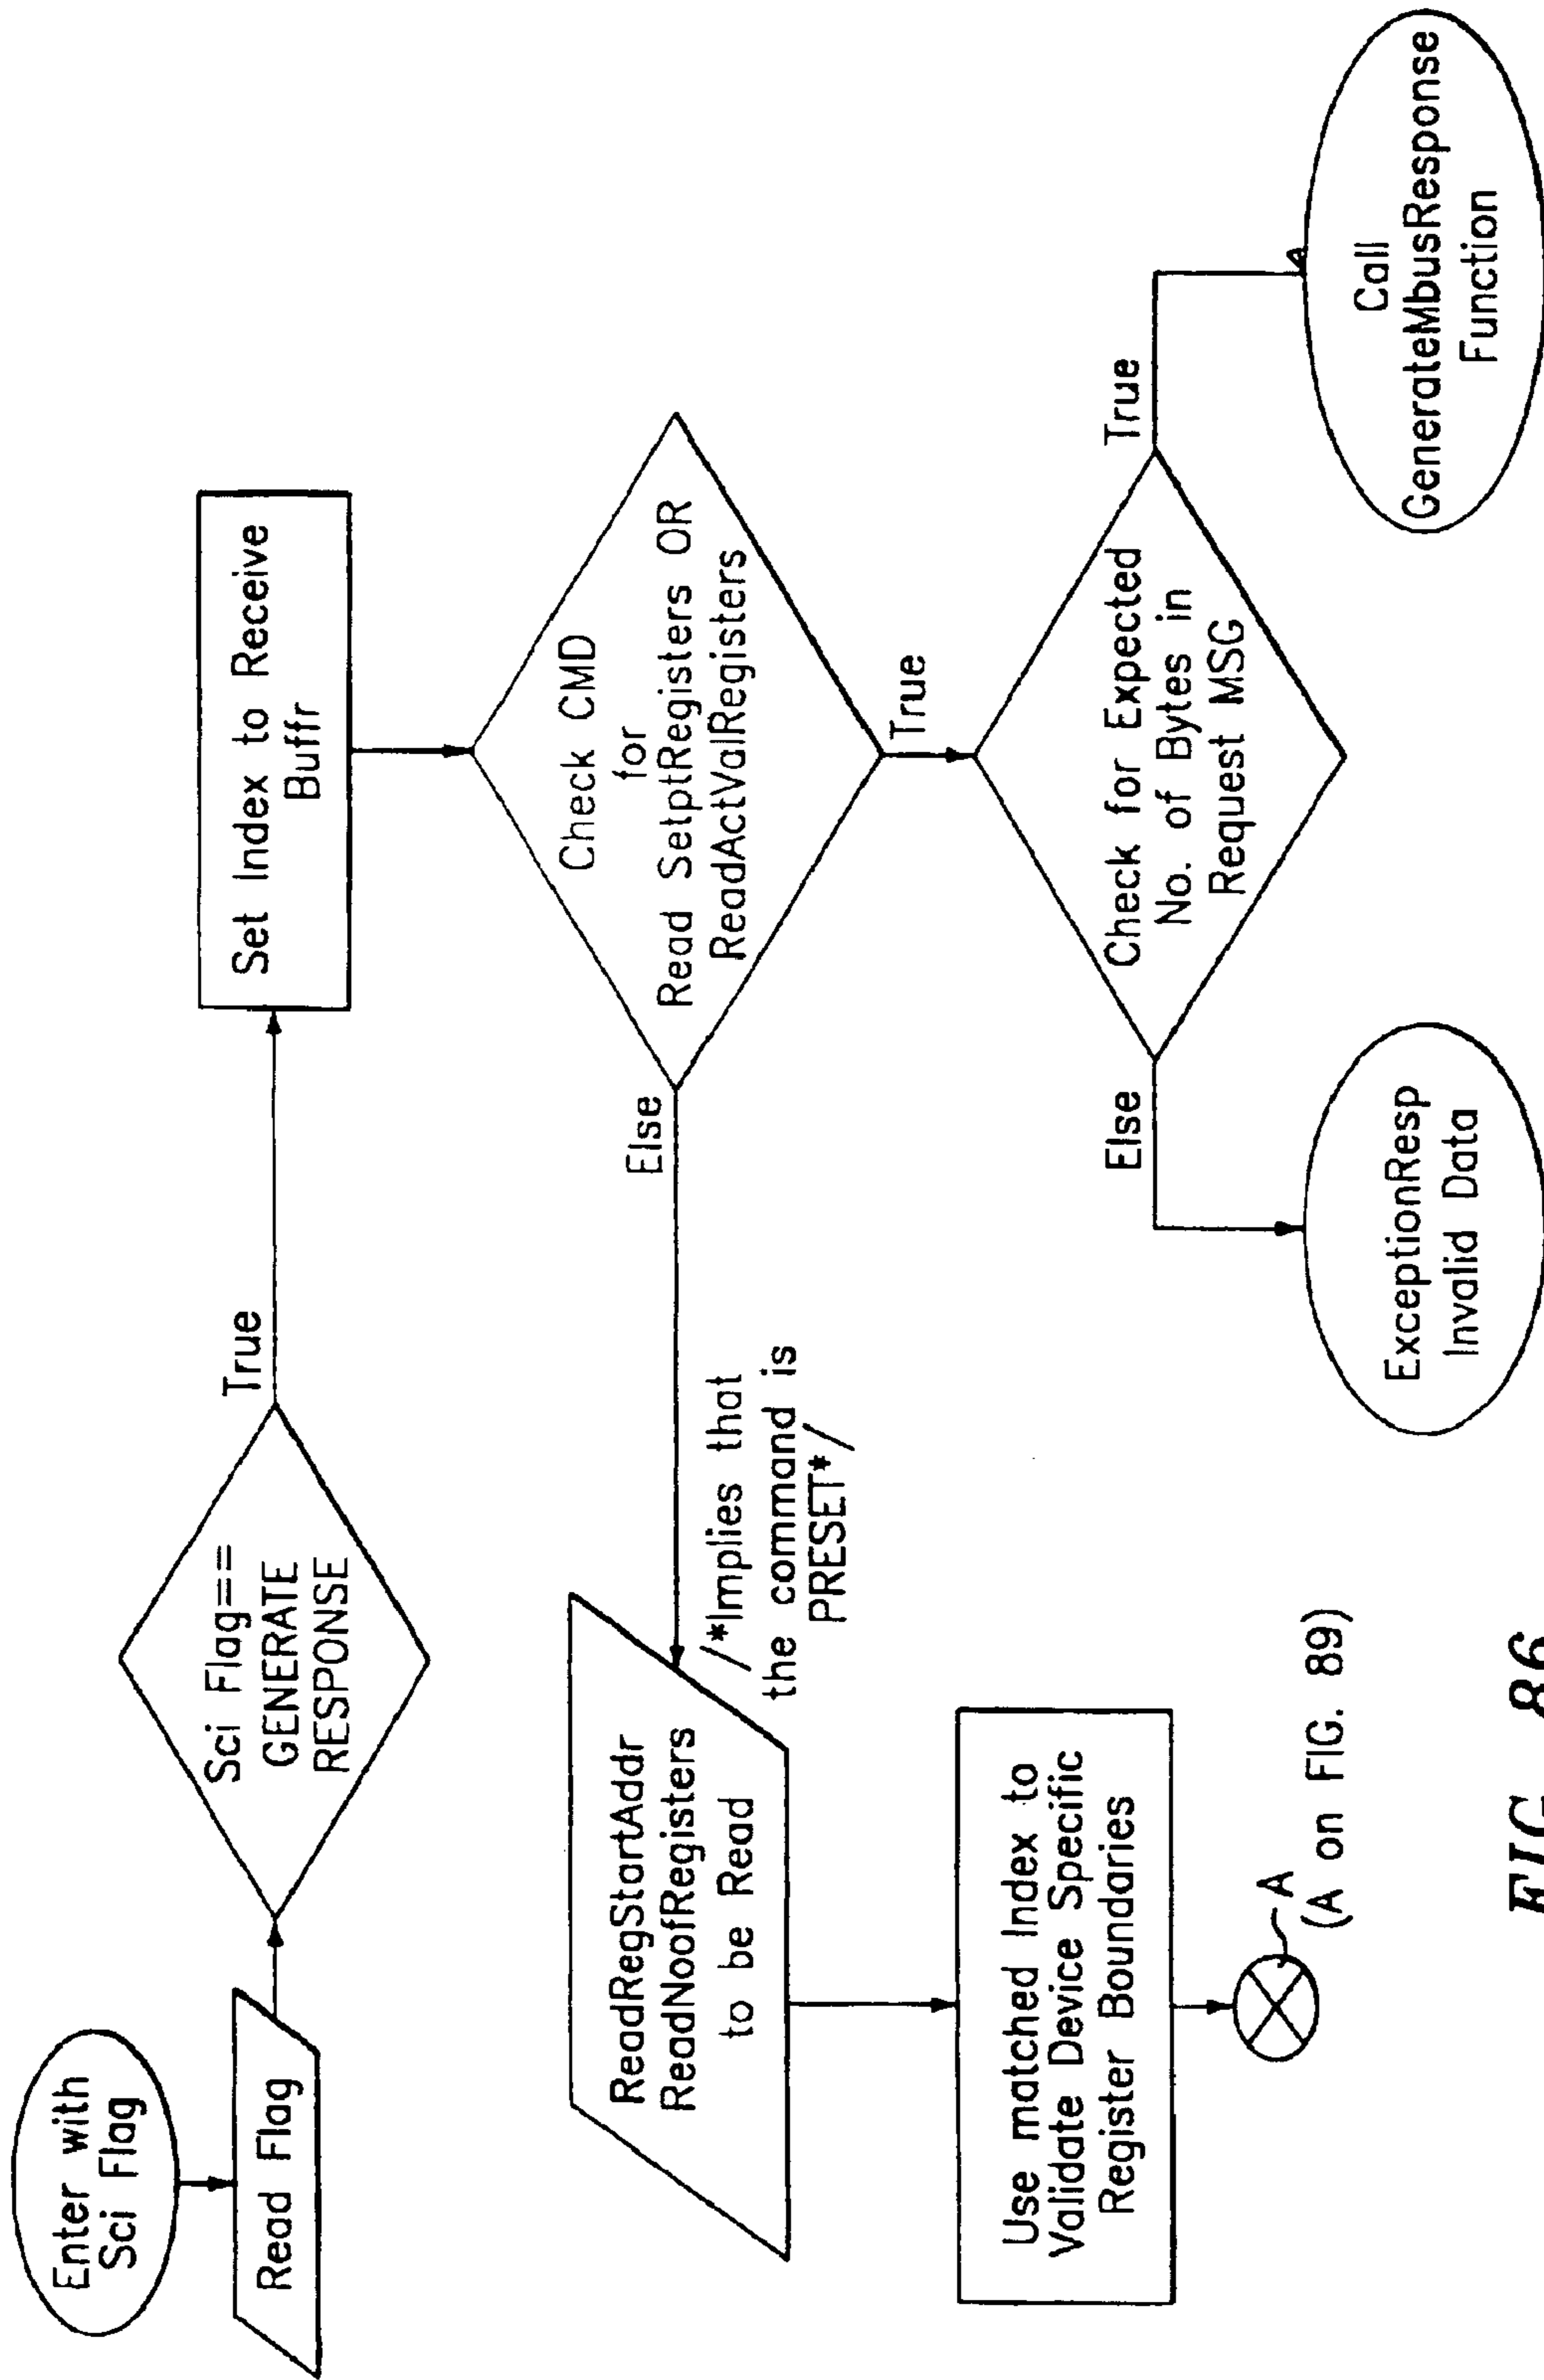 Enter with
Sci Flag
Read Flag
Sci Flag==
GENERATE
RESPONSE
True
Set Index to Receive
Buffr
Check CMD
for
Read SetptRegisters OR
ReadActValRegisters
Else
True
/*Implies that
the command is
PRESET*/
ReadRegStartAddr
ReadNoofRegisters
to be Read
Use matched Index to
Validate Device Specific
Register Boundaries
A
(A on FIG. 89)
Check for Expected
No. of Bytes in
Request MSG
Else
True
ExceptionResp
Invalid Data
Call
GenerateMbusResponse
Function
FIG. 86